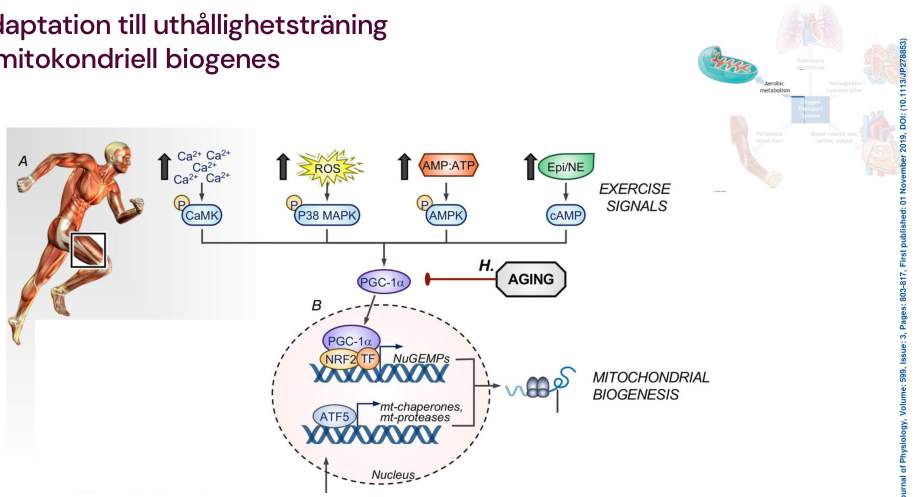 daptation till uthållighetsträning
mitokondriell biogenes
Aerobic
metabolism
A
Ca²⁺ Ca²⁺
Ca²⁺
Ca²⁺ Ca²⁺
ROS
AMP:ATP
Epi/NE
EXERCISE
SIGNALS
P
CaMK
P
P38 MAPK
P
AMPK
cAMP
PGC-1α
H.
AGING
B
PGC-1α
NRF2 TF
NuGEMPs
ATF5
mt-chaperones,
mt-proteases
Nucleus
MITOCHONDRIAL
BIOGENESIS
urnal of Physiology, Volume: 599, Issue: 3, Pages: 803-817, First published: 01 November 2019, DOI: (10.1113/JP278853)